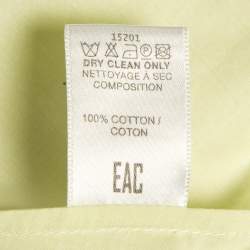 15201
DRY CLEAN ONLY
NETTOYAGE À SEC
COMPOSITION
100% COTTON/
COTON
EAC